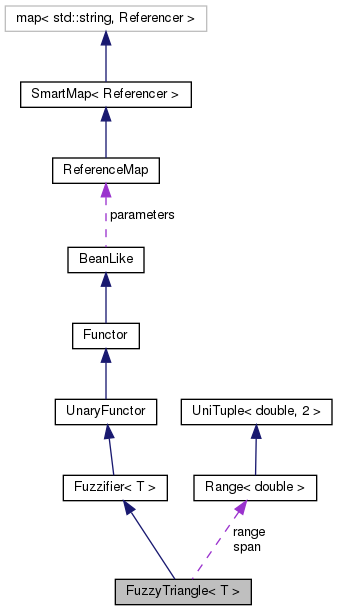 map< std::string, Referencer >
SmartMap< Referencer >
ReferenceMap
parameters
BeanLike
Functor
UnaryFunctor
UniTuple< double, 2 >
Fuzzifier< T >
Range< double >
range
span
FuzzyTriangle< T >